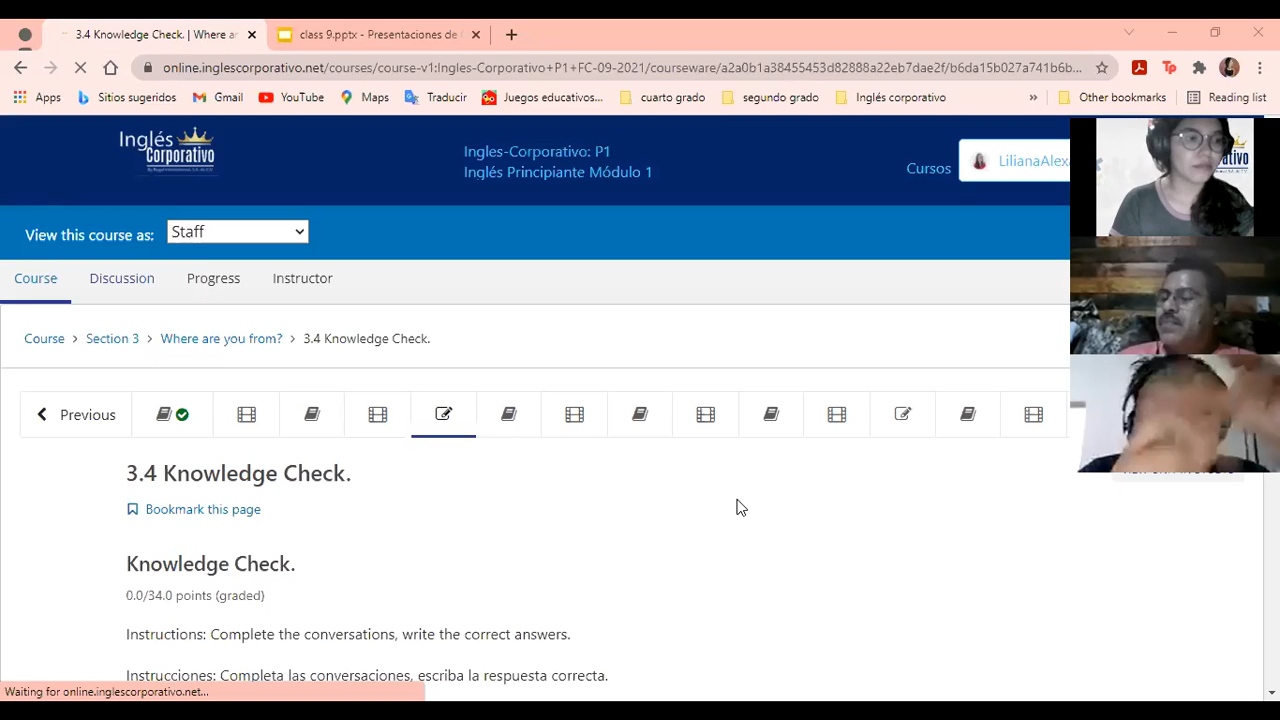 3.4 Knowledge Check. | Where ar
class 9.pptx - Presentaciones de
online.inglescorporativo.net/courses/course-v1:Ingles-Corporativo+P1+FC-09-2021/courseware/a2a0b1a38455453d82888a22eb7dae2f/b6da15b027a741b6b...
Apps
Sitios sugeridos
Gmail
YouTube
Maps
Traducir
Juegos educativos...
cuarto grado
segundo grado
Inglés corporativo
»
Other bookmarks
Reading list
Inglés
Corporativo
Ingles-Corporativo: P1
Inglés Principiante Módulo 1
Cursos
LilianaAlex
View this course as:
Staff
Course
Discussion
Progress
Instructor
Course > Section 3 > Where are you from? > 3.4 Knowledge Check.
Previous
3.4 Knowledge Check.
Bookmark this page
Knowledge Check.
0.0/34.0 points (graded)
Instructions: Complete the conversations, write the correct answers.
Instrucciones: Completa las conversaciones, escriba la respuesta correcta.
Waiting for online.inglescorporativo.net...